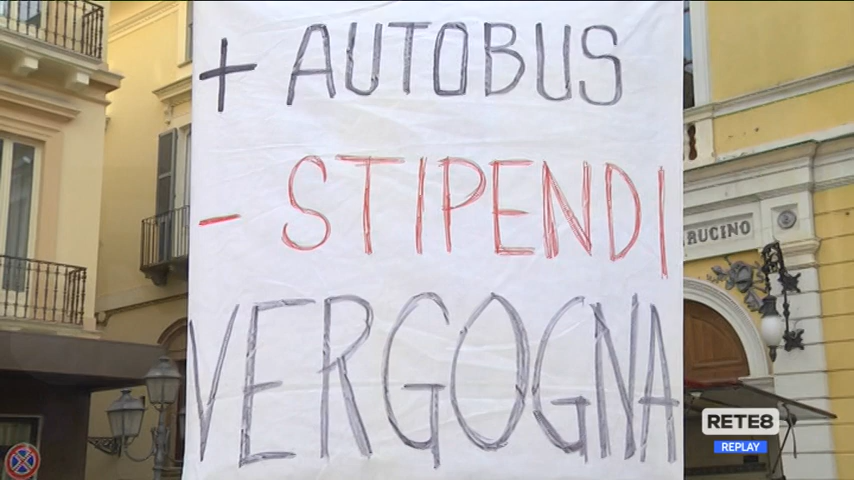 + AUTOBUS
- STIPENDI
VERGOGNA
RUCINO
RETE8
REPLAY